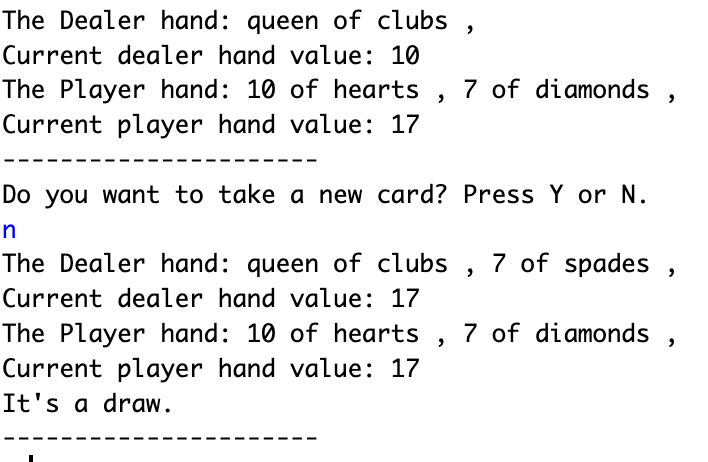 The Dealer hand: queen of clubs ,
Current dealer hand value: 10
The Player hand: 10 of hearts , 7 of diamonds ,
Current player hand value: 17
----------------------
Do you want to take a new card? Press Y or N.
n
The Dealer hand: queen of clubs , 7 of spades ,
Current dealer hand value: 17
The Player hand: 10 of hearts , 7 of diamonds ,
Current player hand value: 17
It's a draw.
----------------------